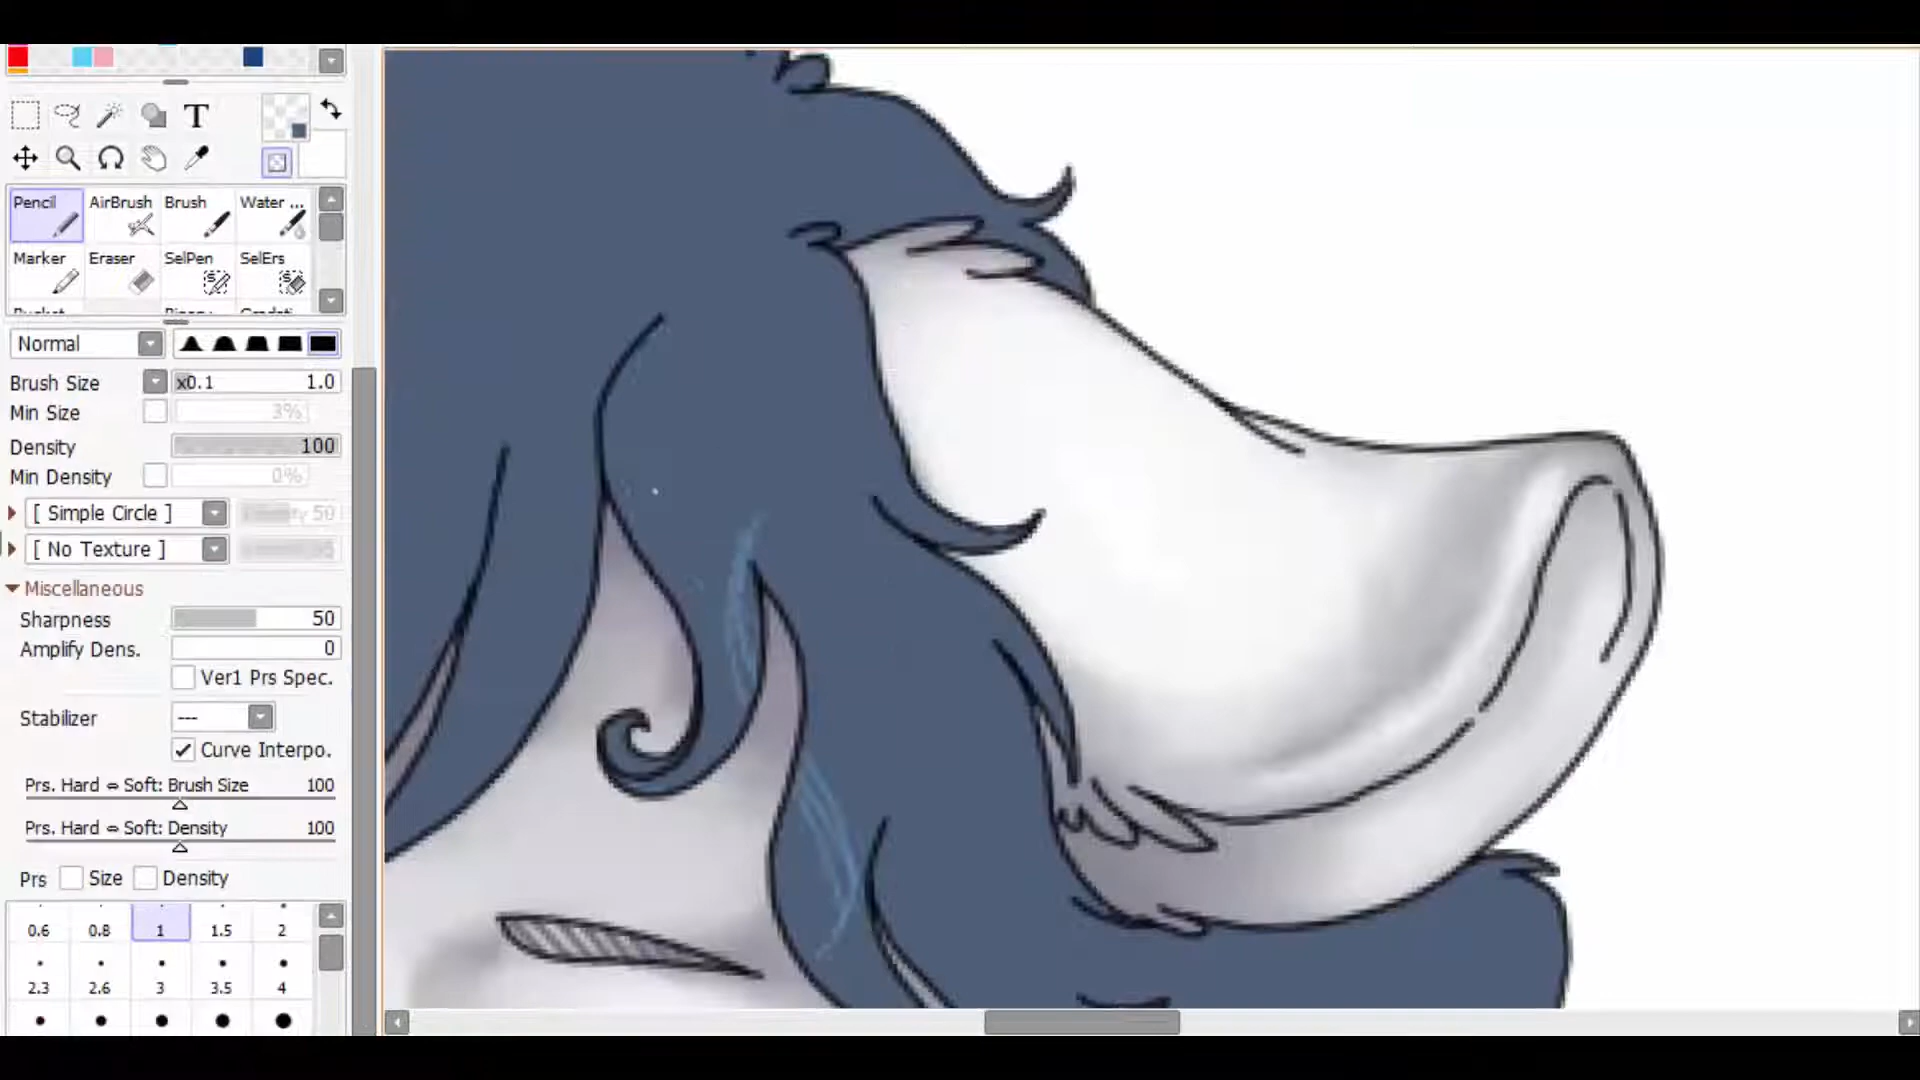 T
Pencil AirBrush Brush Water ...
Marker Eraser SelPen SelErs
Normal
Brush Size x0.1 1.0
Min Size 3%
Density 100
Min Density 0%
[ Simple Circle ] 50
[ No Texture ]
Miscellaneous
Sharpness 50
Amplify Dens. 0
Ver1 Prs Spec.
Stabilizer ---
Curve Interpo.
Prs. Hard ⇔ Soft: Brush Size 100
Prs. Hard ⇔ Soft: Density 100
Prs Size Density
0.6 0.8 1 1.5 2
2.3 2.6 3 3.5 4